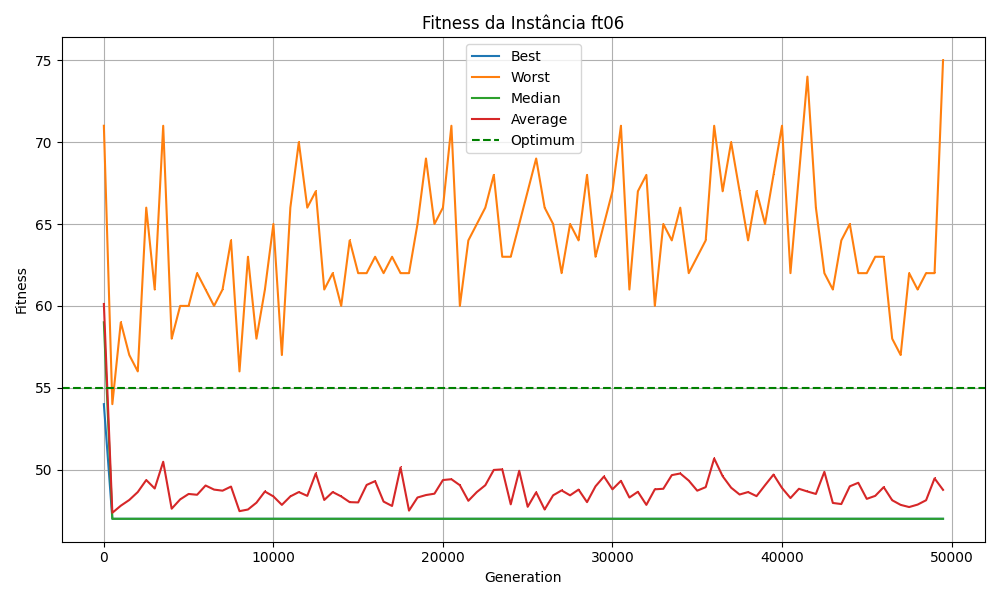 Fitness da Instância ft06
Best
Worst
Median
Average
Optimum
Fitness
75
70
65
60
55
50
0
10000
20000
30000
40000
50000
Generation